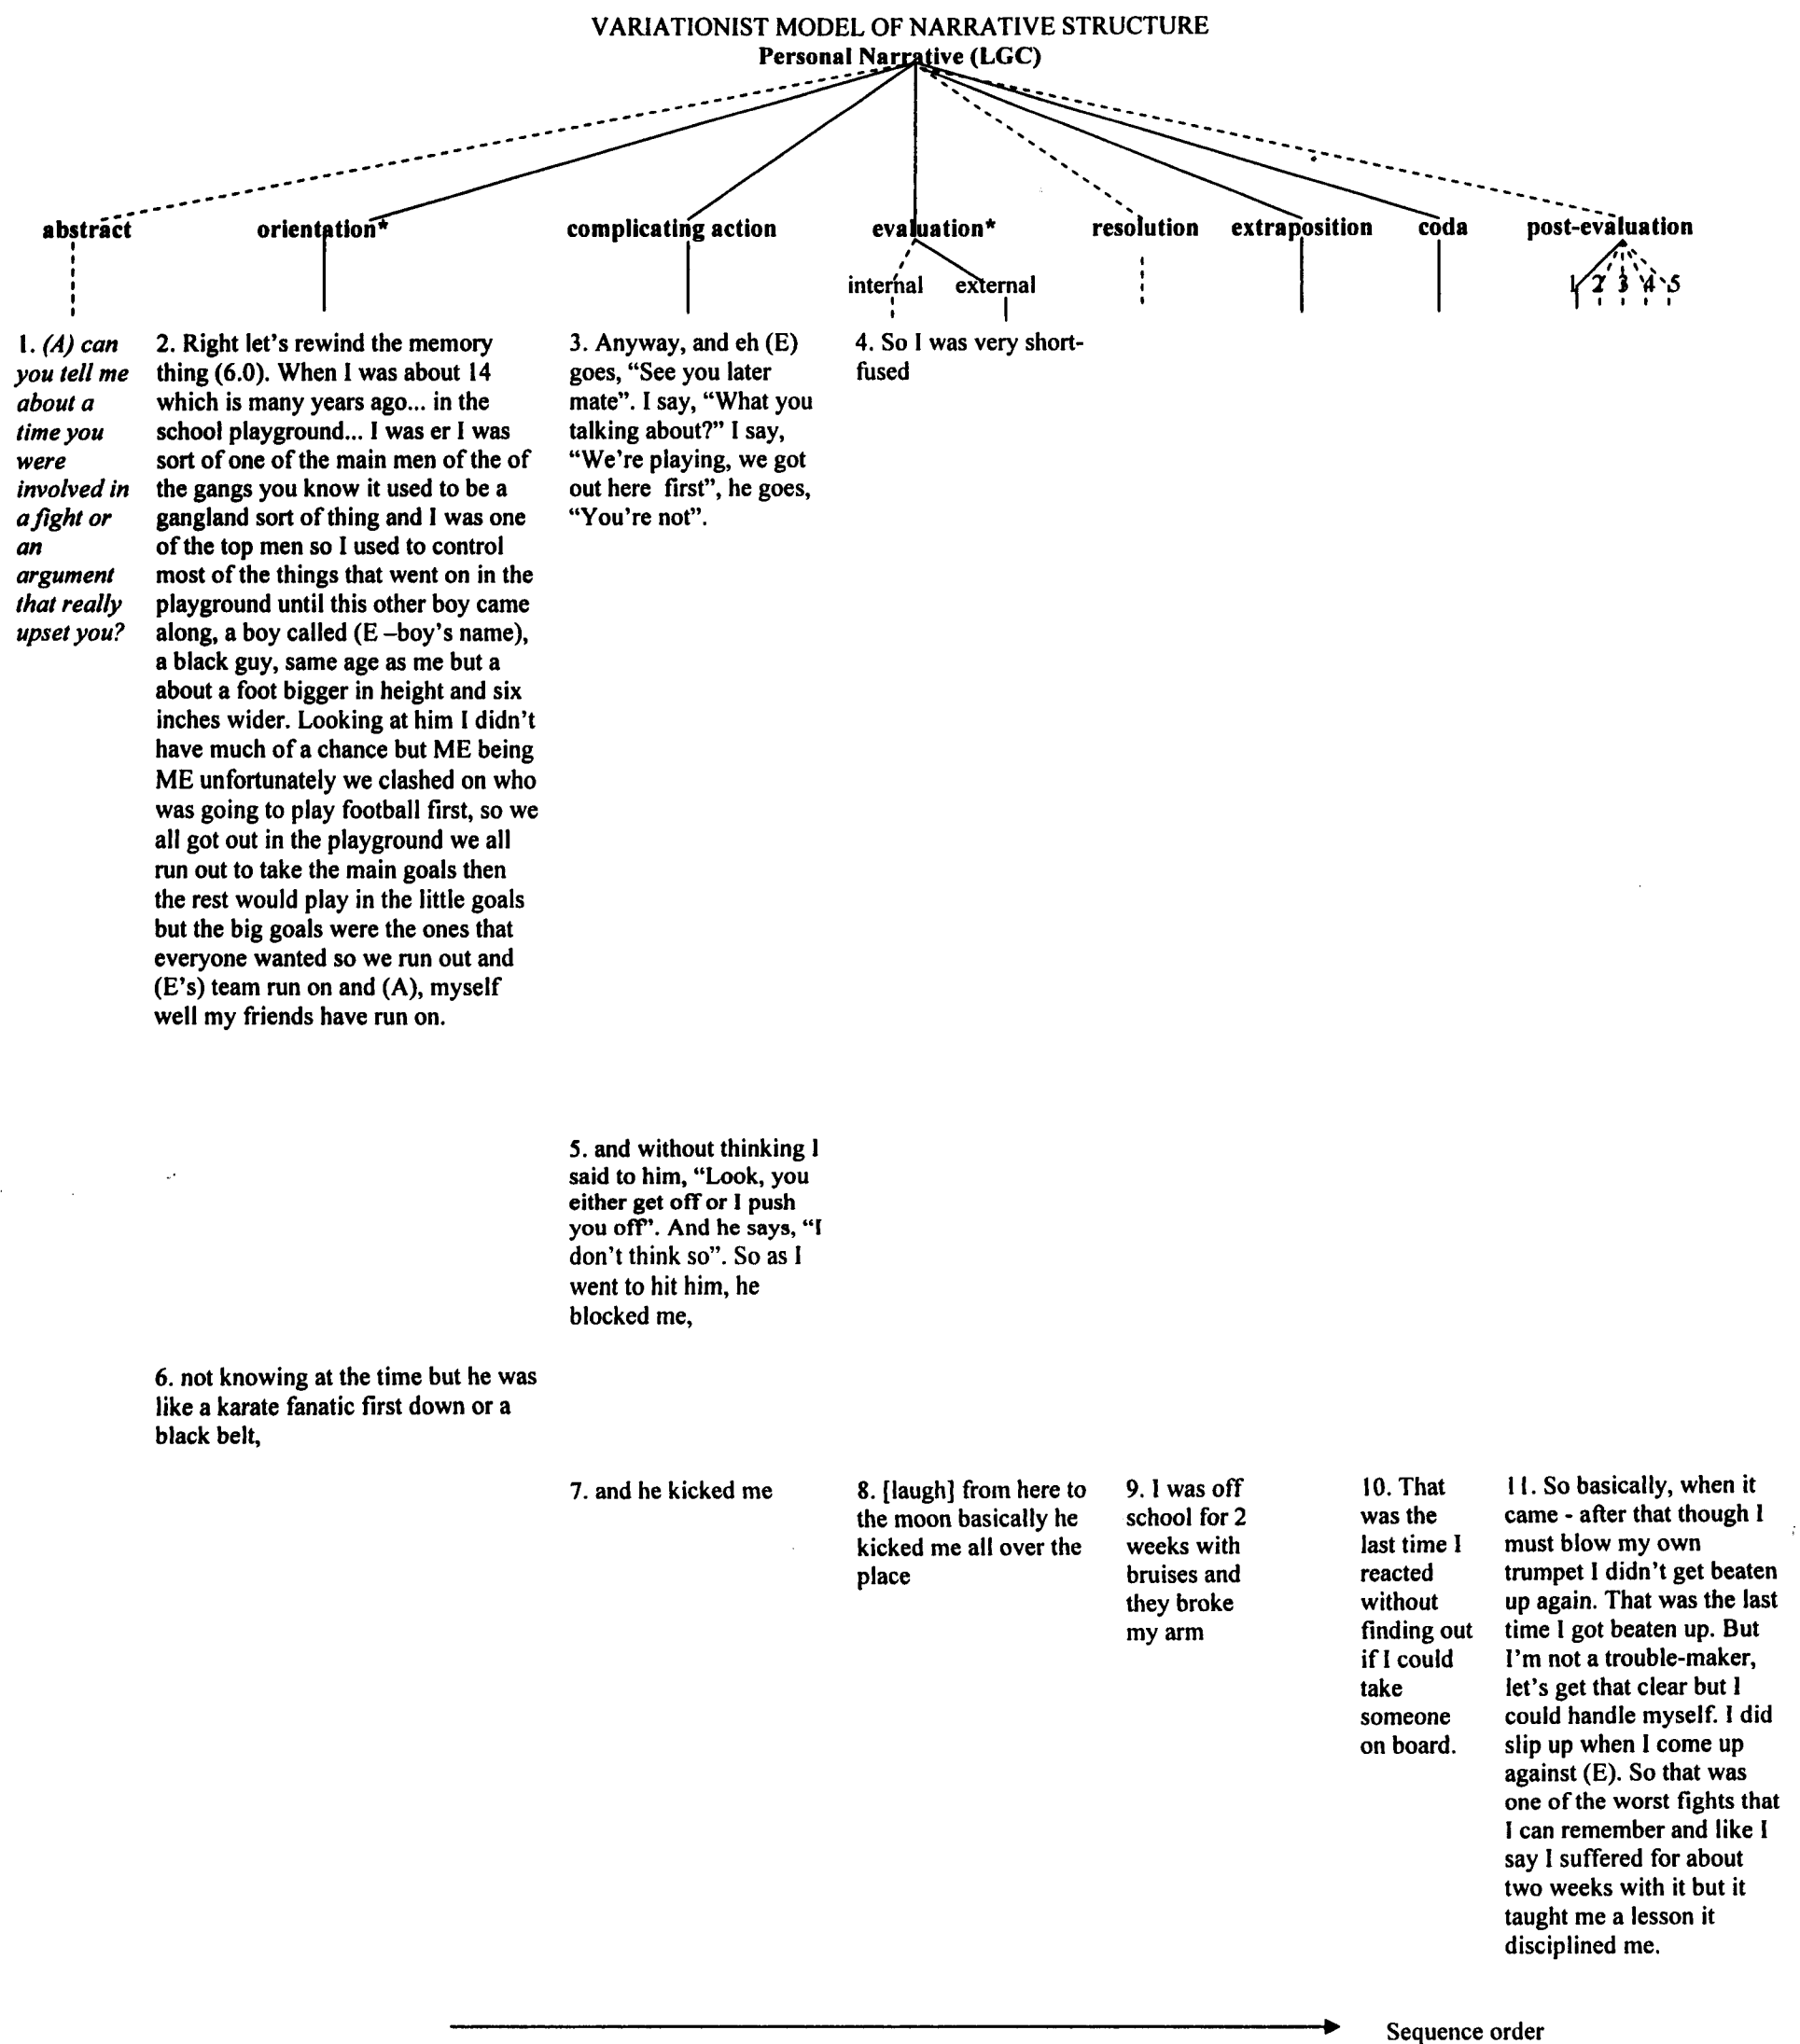 VARIATIONIST MODEL OF NARRATIVE STRUCTURE
Personal Narrative (LGC)
abstract
orientation*
complicating action
evaluation*
resolution
extraposition
coda
post-evaluation
internal
external
1 2 3 4 5
1. (A) can
you tell me
about a
time you
were
involved in
a fight or
an
argument
that really
upset you?
2. Right let's rewind the memory
thing (6.0). When I was about 14
which is many years ago... in the
school playground... I was er I was
sort of one of the main men of the of
the gangs you know it used to be a
gangland sort of thing and I was one
of the top men so I used to control
most of the things that went on in the
playground until this other boy came
along, a boy called (E –boy's name),
a black guy, same age as me but a
about a foot bigger in height and six
inches wider. Looking at him I didn't
have much of a chance but ME being
ME unfortunately we clashed on who
was going to play football first, so we
all got out in the playground we all
run out to take the main goals then
the rest would play in the little goals
but the big goals were the ones that
everyone wanted so we run out and
(E's) team run on and (A), myself
well my friends have run on.
3. Anyway, and eh (E)
goes, “See you later
mate”. I say, “What you
talking about?” I say,
“We're playing, we got
out here first”, he goes,
“You're not”.
4. So I was very short-
fused
5. and without thinking I
said to him, “Look, you
either get off or I push
you off”. And he says, “I
don't think so”. So as I
went to hit him, he
blocked me,
6. not knowing at the time but he was
like a karate fanatic first down or a
black belt,
7. and he kicked me
8. [laugh] from here to
the moon basically he
kicked me all over the
place
9. I was off
school for 2
weeks with
bruises and
they broke
my arm
10. That
was the
last time I
reacted
without
finding out
if I could
take
someone
on board.
11. So basically, when it
came - after that though I
must blow my own
trumpet I didn't get beaten
up again. That was the last
time I got beaten up. But
I'm not a trouble-maker,
let's get that clear but I
could handle myself. I did
slip up when I come up
against (E). So that was
one of the worst fights that
I can remember and like I
say I suffered for about
two weeks with it but it
taught me a lesson it
disciplined me.
Sequence order